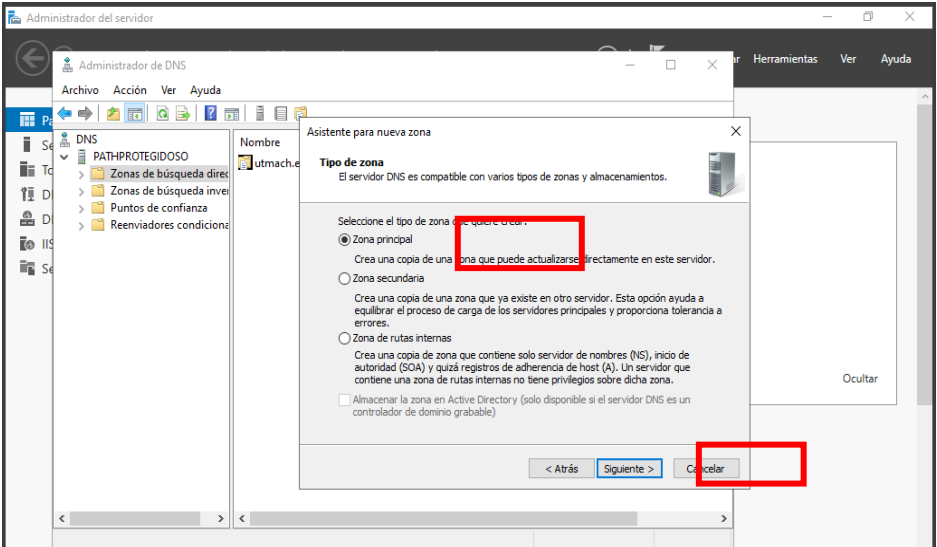 Administrador del servidor
Herramientas Ver Ayuda
Administrador de DNS
Archivo Acción Ver Ayuda
DNS
PATHPROTEGIDOSO
Zonas de búsqueda direc
Zonas de búsqueda inver
Puntos de confianza
Reenviadores condiciona
Nombre
utmach.e
Asistente para nueva zona
Tipo de zona
El servidor DNS es compatible con varios tipos de zonas y almacenamientos.
Seleccione el tipo de zona que quiere crear:
Zona principal
Crea una copia de una zona que puede actualizarse directamente en este servidor.
Zona secundaria
Crea una copia de una zona que ya existe en otro servidor. Esta opción ayuda a
equilibrar el proceso de carga de los servidores principales y proporciona tolerancia a
errores.
Zona de rutas internas
Crea una copia de zona que contiene solo servidor de nombres (NS), inicio de
autoridad (SOA) y quizá registros de adherencia de host (A). Un servidor que
contiene una zona de rutas internas no tiene privilegios sobre dicha zona.
Almacenar la zona en Active Directory (solo disponible si el servidor DNS es un
controlador de dominio grabable)
< Atrás Siguiente > Cancelar
Ocultar